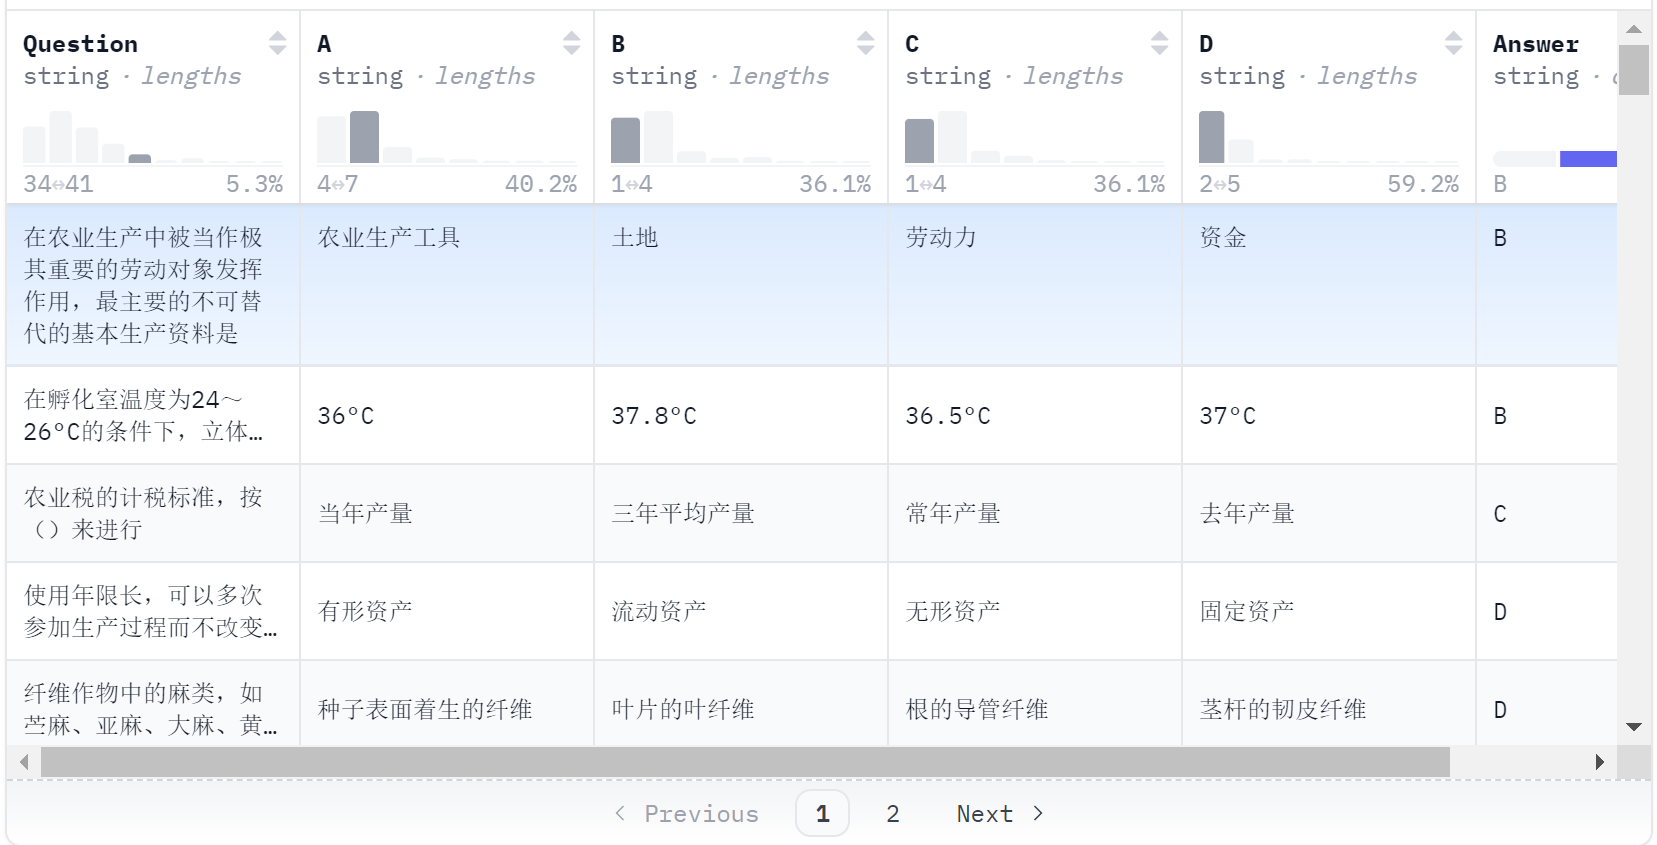 Question A B C D Answer
string · lengths string · lengths string · lengths string · lengths string · lengths string ·
34↔41 5.3% 4↔7 40.2% 1↔4 36.1% 1↔4 36.1% 2↔5 59.2% B
在农业生产中被当作极 农业生产工具 土地 劳动力 资金 B
其重要的劳动对象发挥
作用，最主要的不可替
代的基本生产资料是
在孵化室温度为24～
26°C的条件下，立体… 36°C 37.8°C 36.5°C 37°C B
农业税的计税标准，按
（）来进行 当年产量 三年平均产量 常年产量 去年产量 C
使用年限长，可以多次
参加生产过程而不改变… 有形资产 流动资产 无形资产 固定资产 D
纤维作物中的麻类，如
苎麻、亚麻、大麻、黄… 种子表面着生的纤维 叶片的叶纤维 根的导管纤维 茎杆的韧皮纤维 D
< Previous 1 2 Next >